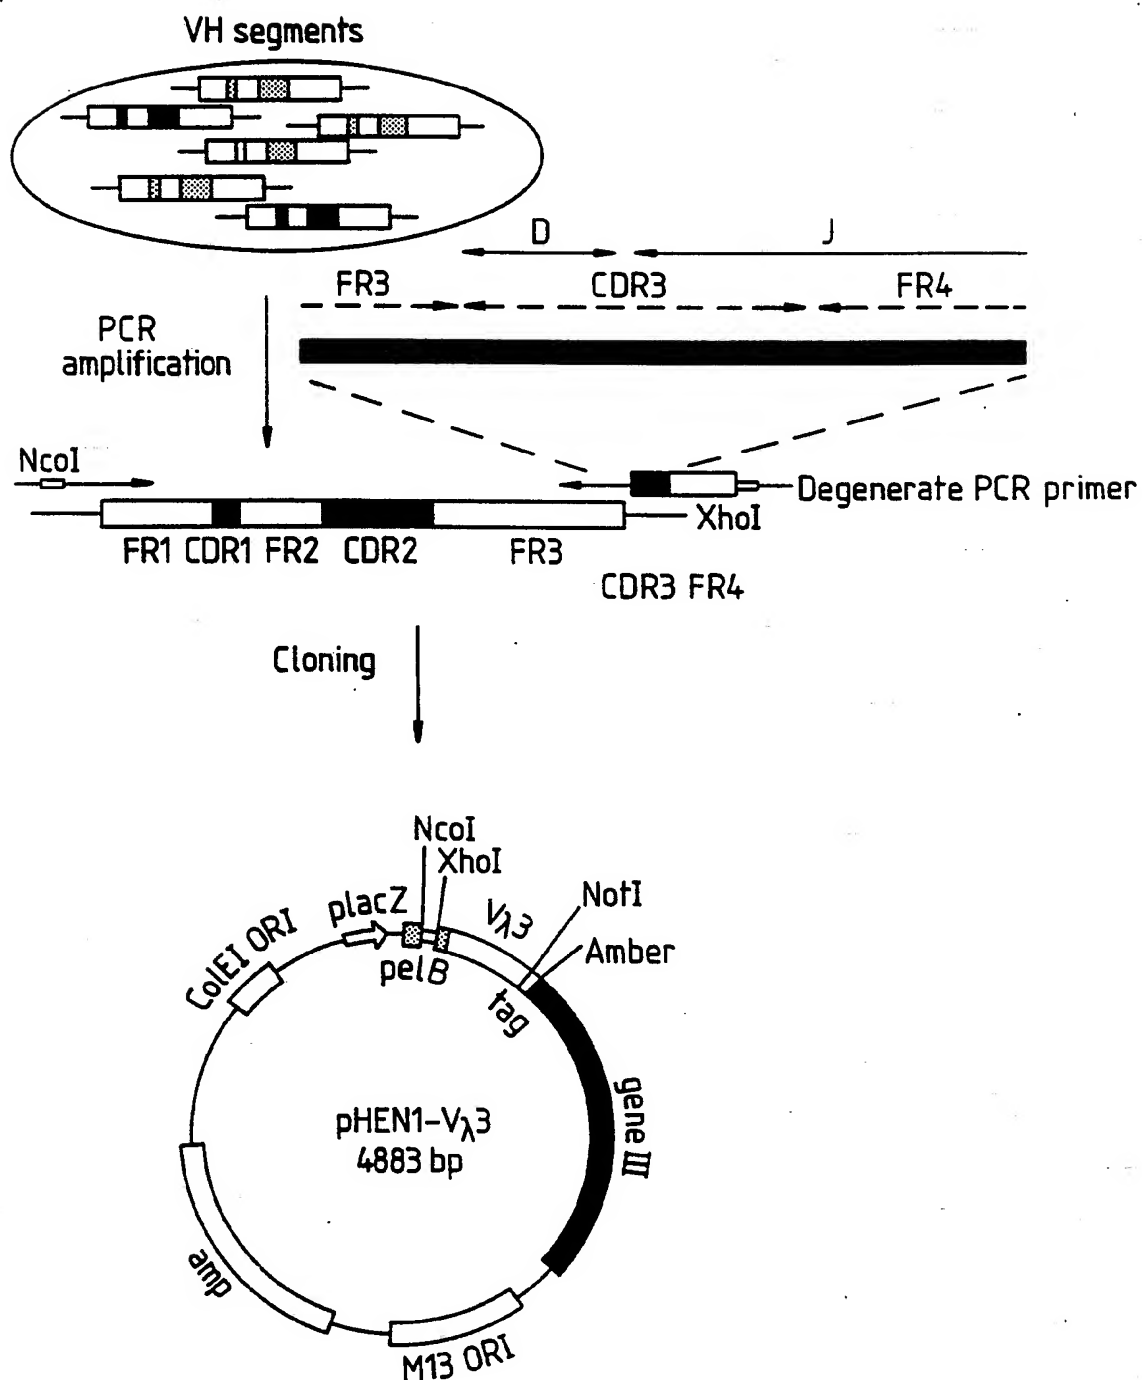 VH segments
D
J
FR3
CDR3
FR4
PCR
amplification
NcoI
Degenerate PCR primer
XhoI
FR1 CDR1 FR2 CDR2 FR3
CDR3 FR4
Cloning
NcoI
XhoI
placZ
Vλ3
NotI
Amber
ColEI ORI
pelB
tag
gene III
pHEN1-Vλ3
4883 bp
amp
M13 ORI